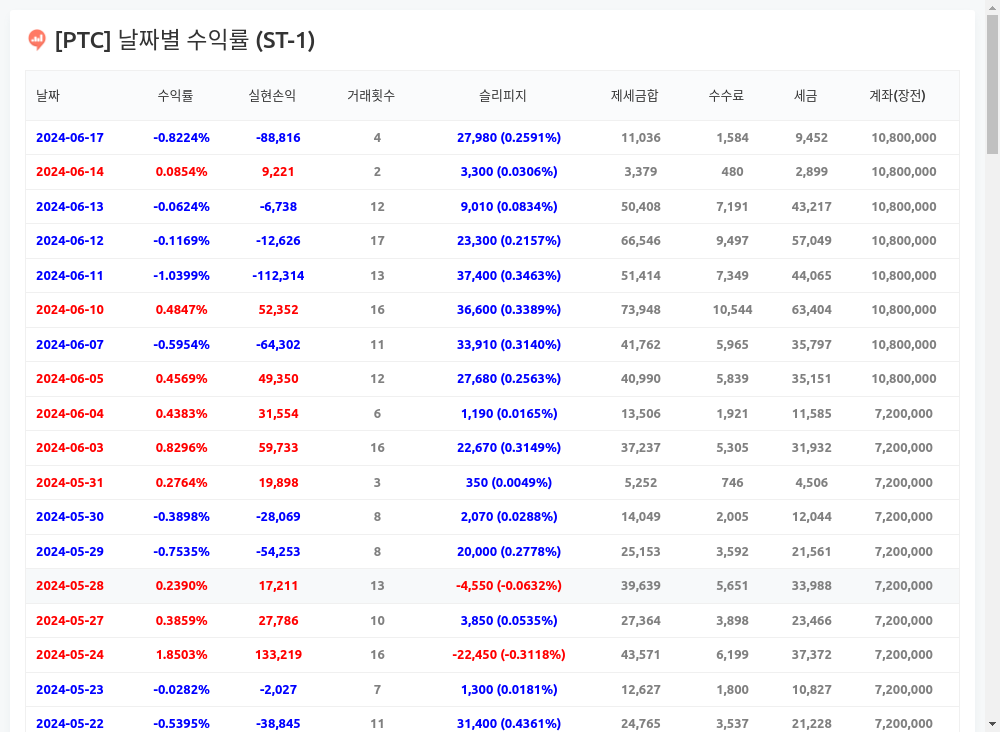 [PTC] 날짜별 수익률 (ST-1)
날짜 수익률 실현손익 거래횟수 슬리피지 제세금합 수수료 세금 계좌(장전)
2024-06-17 -0.8224% -88,816 4 27,980 (0.2591%) 11,036 1,584 9,452 10,800,000
2024-06-14 0.0854% 9,221 2 3,300 (0.0306%) 3,379 480 2,899 10,800,000
2024-06-13 -0.0624% -6,738 12 9,010 (0.0834%) 50,408 7,191 43,217 10,800,000
2024-06-12 -0.1169% -12,626 17 23,300 (0.2157%) 66,546 9,497 57,049 10,800,000
2024-06-11 -1.0399% -112,314 13 37,400 (0.3463%) 51,414 7,349 44,065 10,800,000
2024-06-10 0.4847% 52,352 16 36,600 (0.3389%) 73,948 10,544 63,404 10,800,000
2024-06-07 -0.5954% -64,302 11 33,910 (0.3140%) 41,762 5,965 35,797 10,800,000
2024-06-05 0.4569% 49,350 12 27,680 (0.2563%) 40,990 5,839 35,151 10,800,000
2024-06-04 0.4383% 31,554 6 1,190 (0.0165%) 13,506 1,921 11,585 7,200,000
2024-06-03 0.8296% 59,733 16 22,670 (0.3149%) 37,237 5,305 31,932 7,200,000
2024-05-31 0.2764% 19,898 3 350 (0.0049%) 5,252 746 4,506 7,200,000
2024-05-30 -0.3898% -28,069 8 2,070 (0.0288%) 14,049 2,005 12,044 7,200,000
2024-05-29 -0.7535% -54,253 8 20,000 (0.2778%) 25,153 3,592 21,561 7,200,000
2024-05-28 0.2390% 17,211 13 -4,550 (-0.0632%) 39,639 5,651 33,988 7,200,000
2024-05-27 0.3859% 27,786 10 3,850 (0.0535%) 27,364 3,898 23,466 7,200,000
2024-05-24 1.8503% 133,219 16 -22,450 (-0.3118%) 43,571 6,199 37,372 7,200,000
2024-05-23 -0.0282% -2,027 7 1,300 (0.0181%) 12,627 1,800 10,827 7,200,000
2024-05-22 -0.5395% -38,845 11 31,400 (0.4361%) 24,765 3,537 21,228 7,200,000